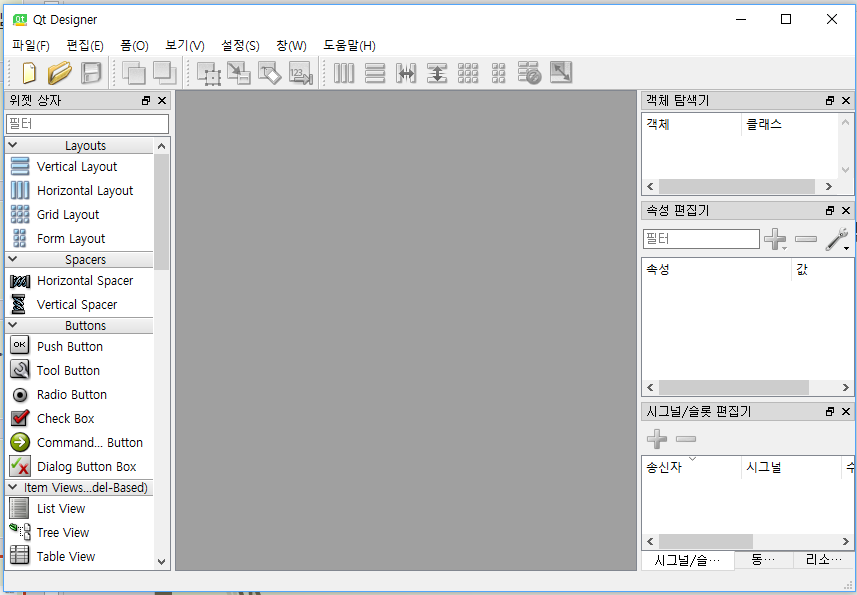 Qt Designer
파일(F) 편집(E) 폼(O) 보기(V) 설정(S) 창(W) 도움말(H)
위젯 상자
필터
Layouts
Vertical Layout
Horizontal Layout
Grid Layout
Form Layout
Spacers
Horizontal Spacer
Vertical Spacer
Buttons
OK
Push Button
Tool Button
Radio Button
Check Box
Command... Button
Dialog Button Box
Item Views...del-Based)
List View
Tree View
Table View
객체 탐색기
객체 클래스
속성 편집기
필터
속성 값
시그널/슬롯 편집기
송신자 시그널 수
시그널/슬··· 동··· 리소···